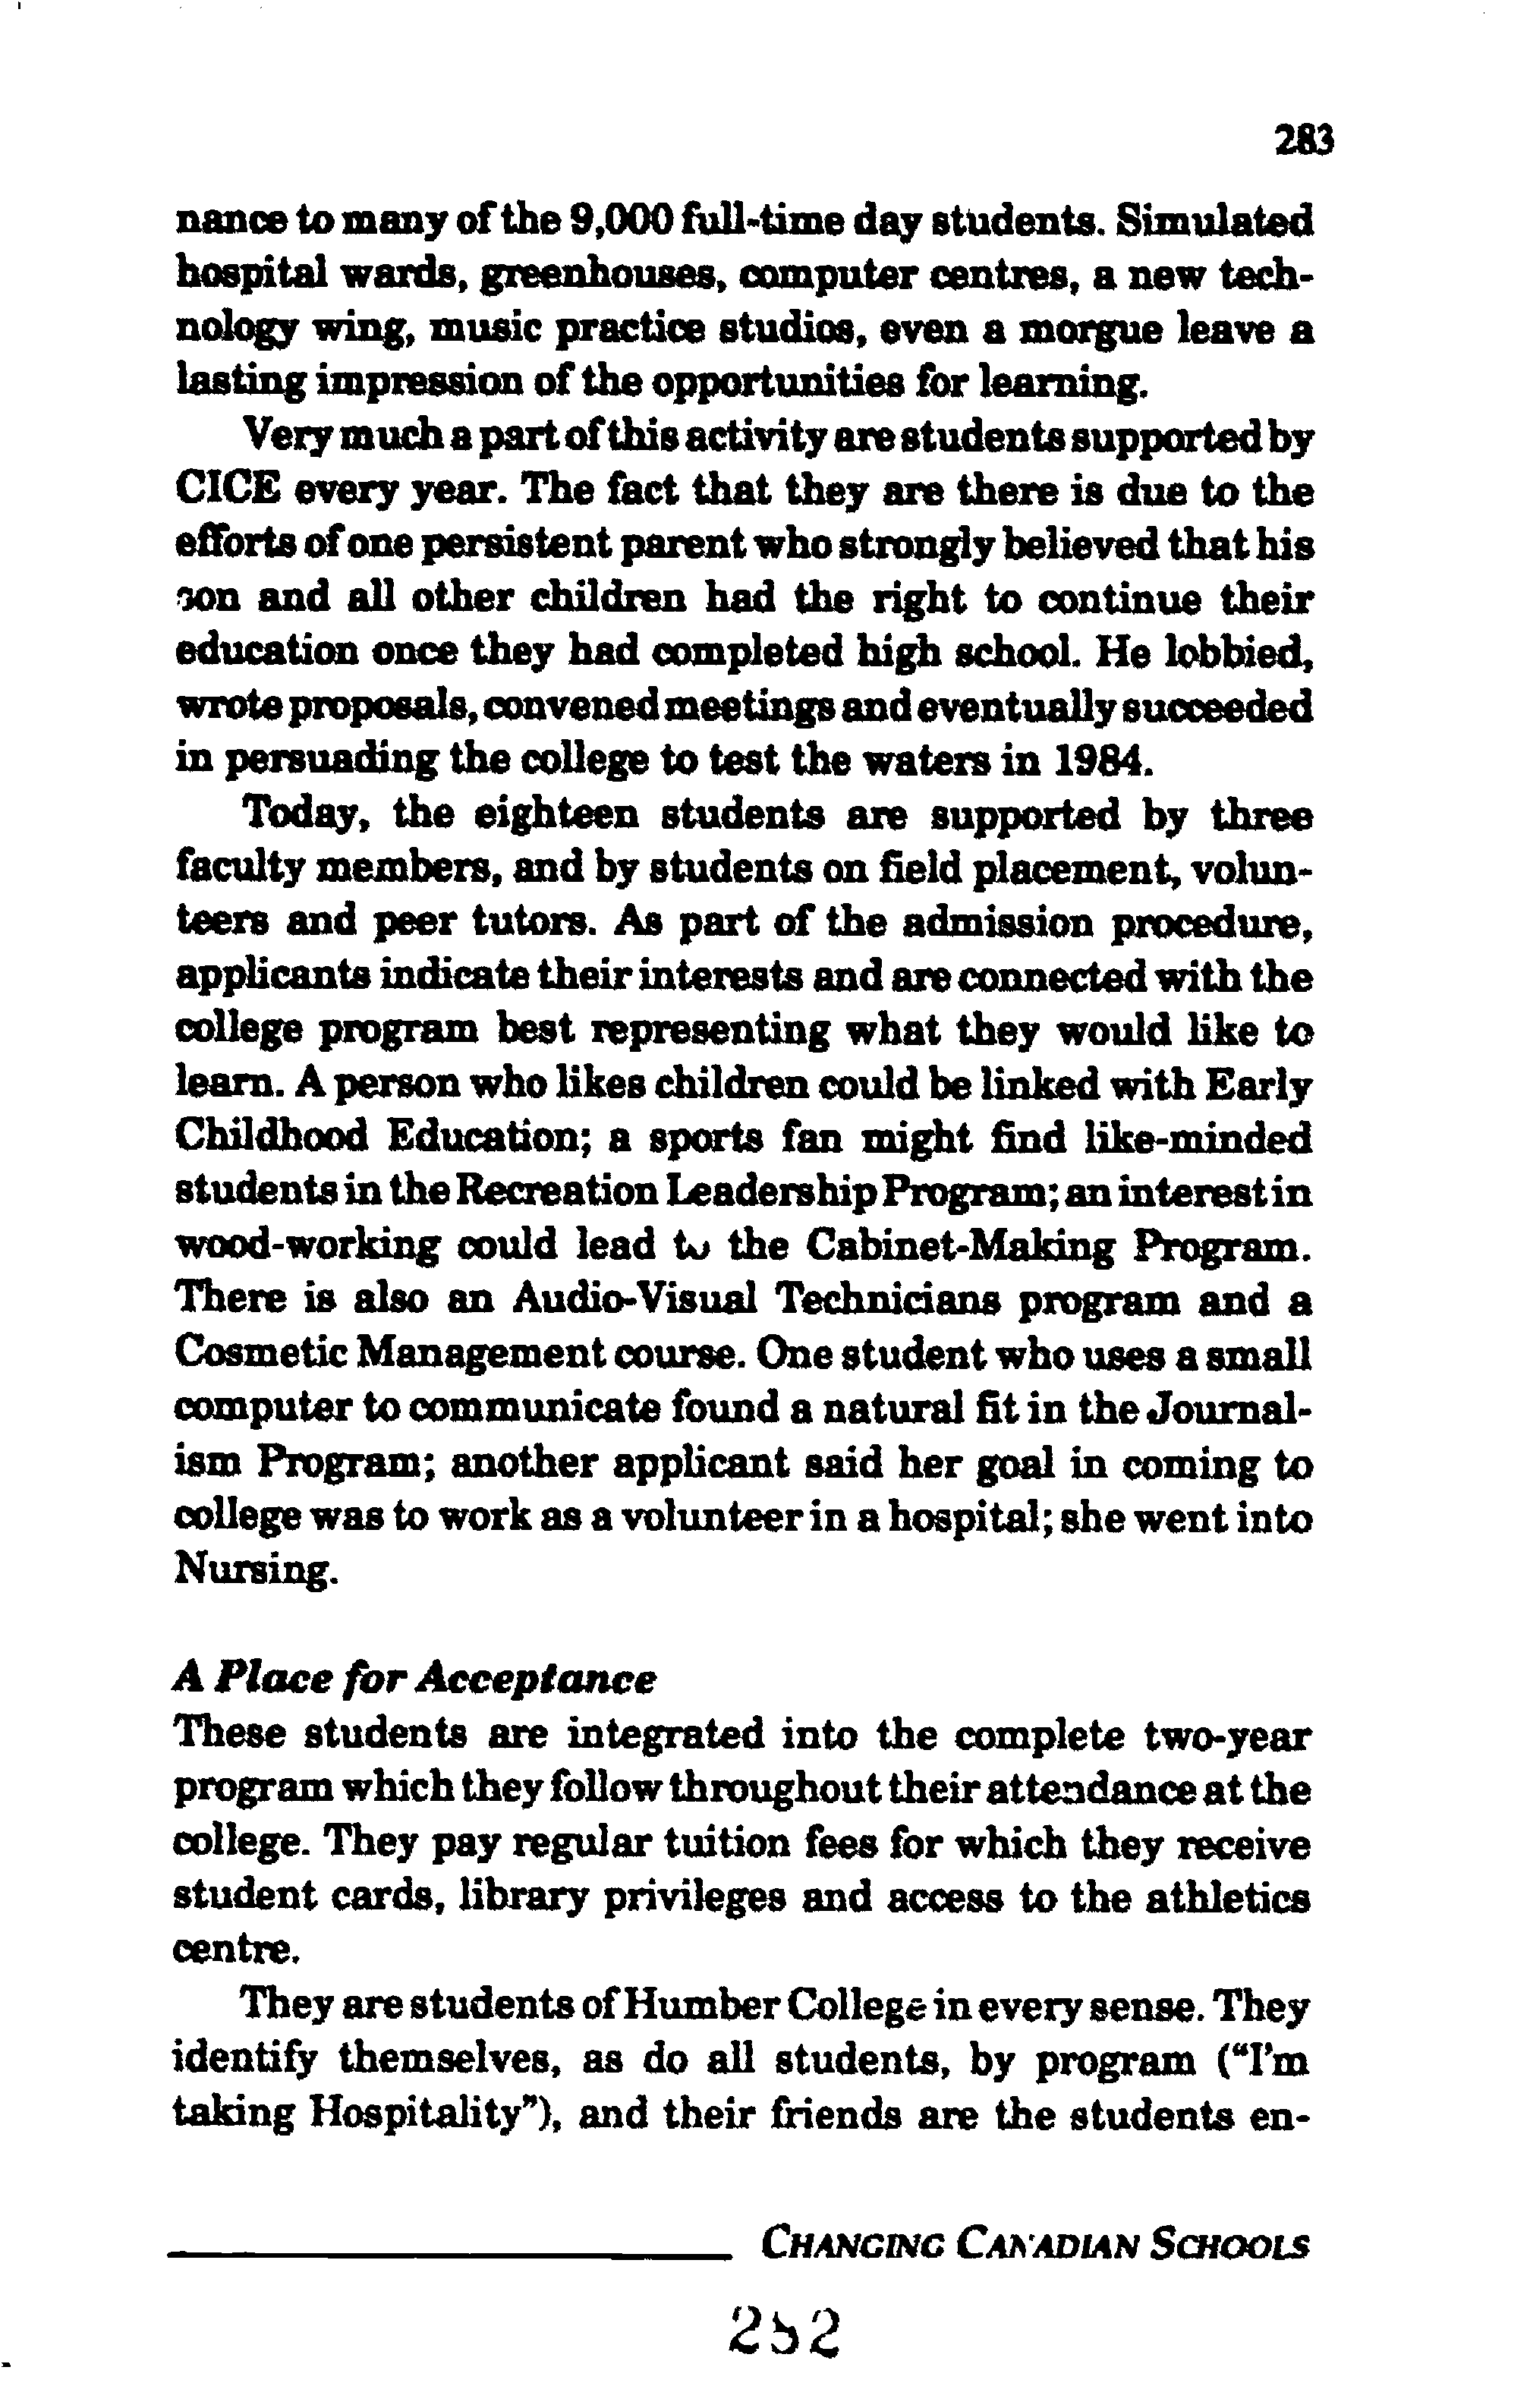 283
nance to many of the 9,000 full-time day students. Simulated
hospital wards, greenhouses, computer centres, a new tech-
nology wing, music practice studios, even a morgue leave a
lasting impression of the opportunities for learning.
Very much a part of this activity are students supported by
CICE every year. The fact that they are there is due to the
efforts of one persistent parent who strongly believed that his
son and all other children had the right to continue their
education once they had completed high school. He lobbied,
wrote proposals, convened meetings and eventually succeeded
in persuading the college to test the waters in 1984.
Today, the eighteen students are supported by three
faculty members, and by students on field placement, volun-
teers and peer tutors. As part of the admission procedure,
applicants indicate their interests and are connected with the
college program best representing what they would like to
learn. A person who likes children could be linked with Early
Childhood Education; a sports fan might find like-minded
students in the Recreation Leadership Program; an interest in
wood-working could lead to the Cabinet-Making Program.
There is also an Audio-Visual Technicians program and a
Cosmetic Management course. One student who uses a small
computer to communicate found a natural fit in the Journal-
ism Program; another applicant said her goal in coming to
college was to work as a volunteer in a hospital; she went into
Nursing.
A Place for Acceptance
These students are integrated into the complete two-year
program which they follow throughout their attendance at the
college. They pay regular tuition fees for which they receive
student cards, library privileges and access to the athletics
centre.
They are students of Humber College in every sense. They
identify themselves, as do all students, by program ("I'm
taking Hospitality"), and their friends are the students en-
CHANGING CANADIAN SCHOOLS